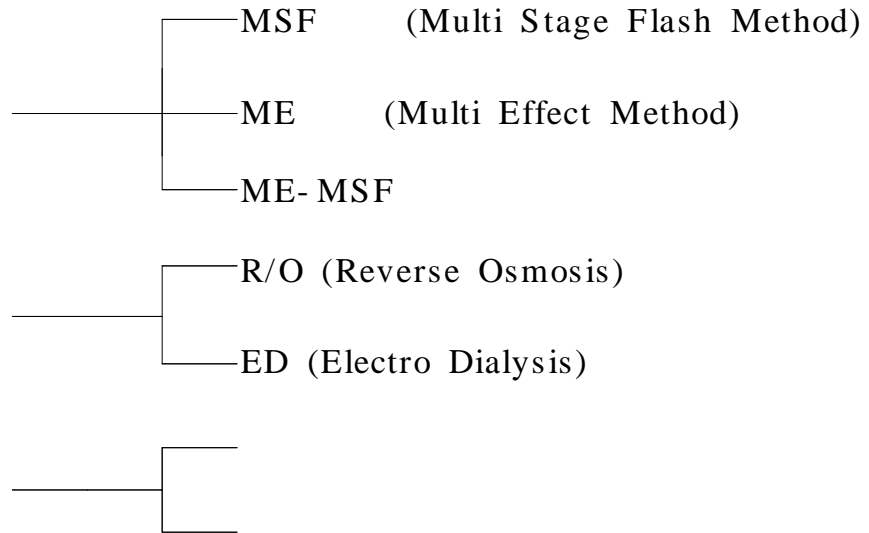 MSF (Multi Stage Flash Method)
ME (Multi Effect Method)
ME-MSF
R/O (Reverse Osmosis)
ED (Electro Dialysis)